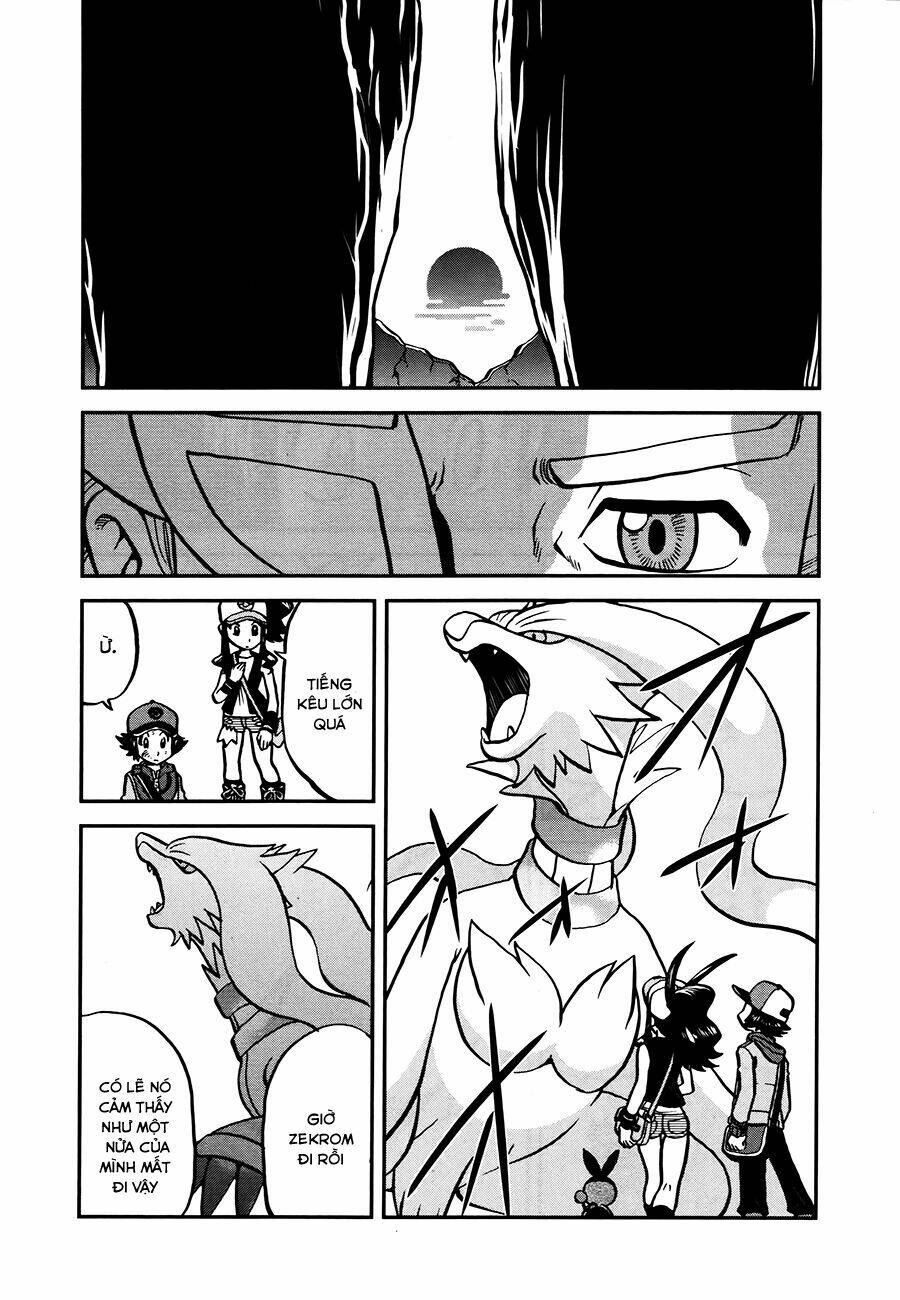 TIẾNG
KÊU LỚN
QUÁ
Ừ.
GIỜ
ZEKROM
ĐI RỒI
CÓ LẼ NÓ
CẢM THẤY
NHƯ MỘT
NỬA CỦA
MÌNH MẤT
ĐI VẬY